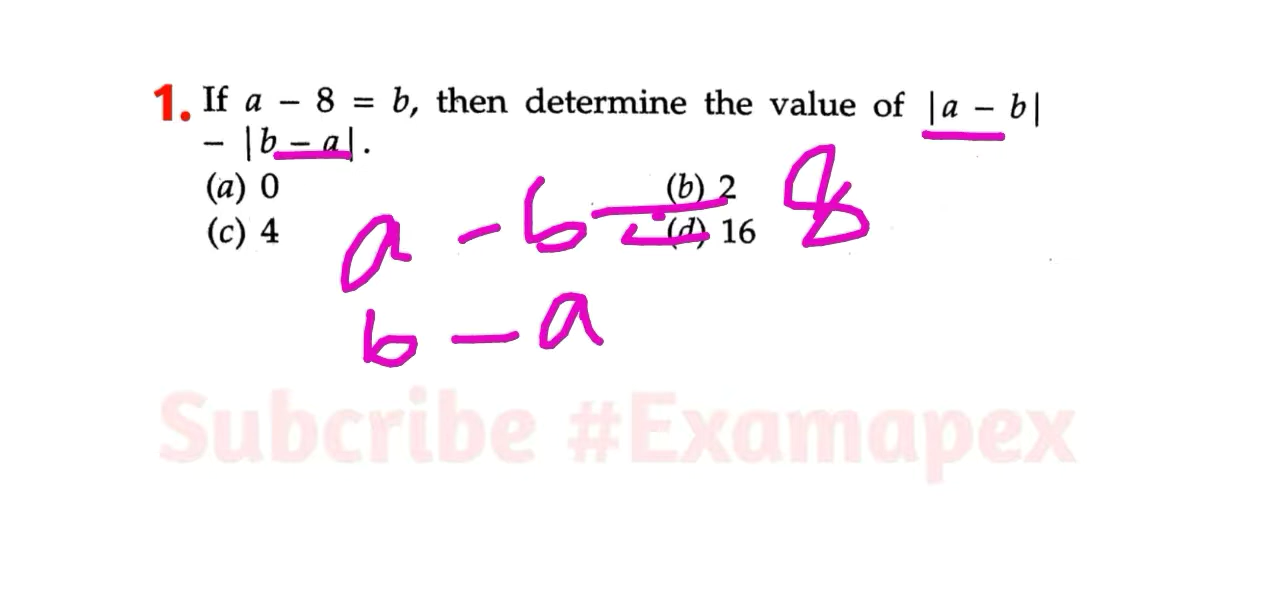 1. If a − 8 = b, then determine the value of |a − b|
− |b − a|.
(a) 0 (b) 2
(c) 4 (d) 16
a - b = 8
b - a
Subcribe #Examapex